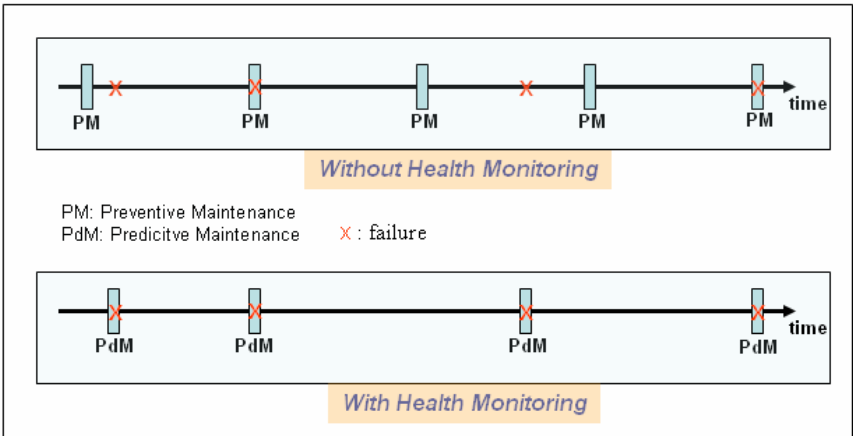 PM PM PM PM PM time
Without Health Monitoring
PM: Preventive Maintenance
PdM: Predicitve Maintenance X : failure
PdM PdM PdM PdM time
With Health Monitoring